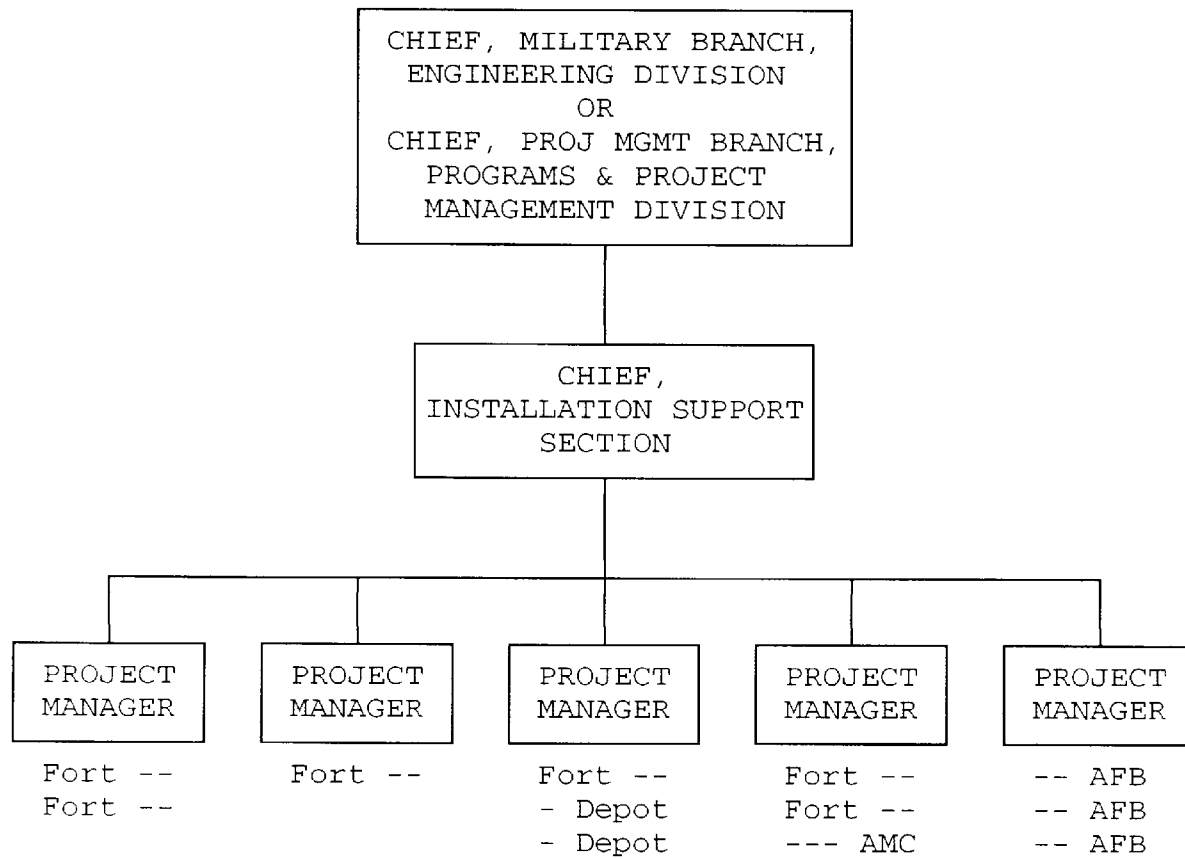 CHIEF, MILITARY BRANCH,
ENGINEERING DIVISION
OR
CHIEF, PROJ MGMT BRANCH,
PROGRAMS & PROJECT
MANAGEMENT DIVISION
CHIEF,
INSTALLATION SUPPORT
SECTION
PROJECT
MANAGER
Fort --
Fort --
PROJECT
MANAGER
Fort --
PROJECT
MANAGER
Fort --
- Depot
- Depot
PROJECT
MANAGER
Fort --
Fort --
--- AMC
PROJECT
MANAGER
-- AFB
-- AFB
-- AFB